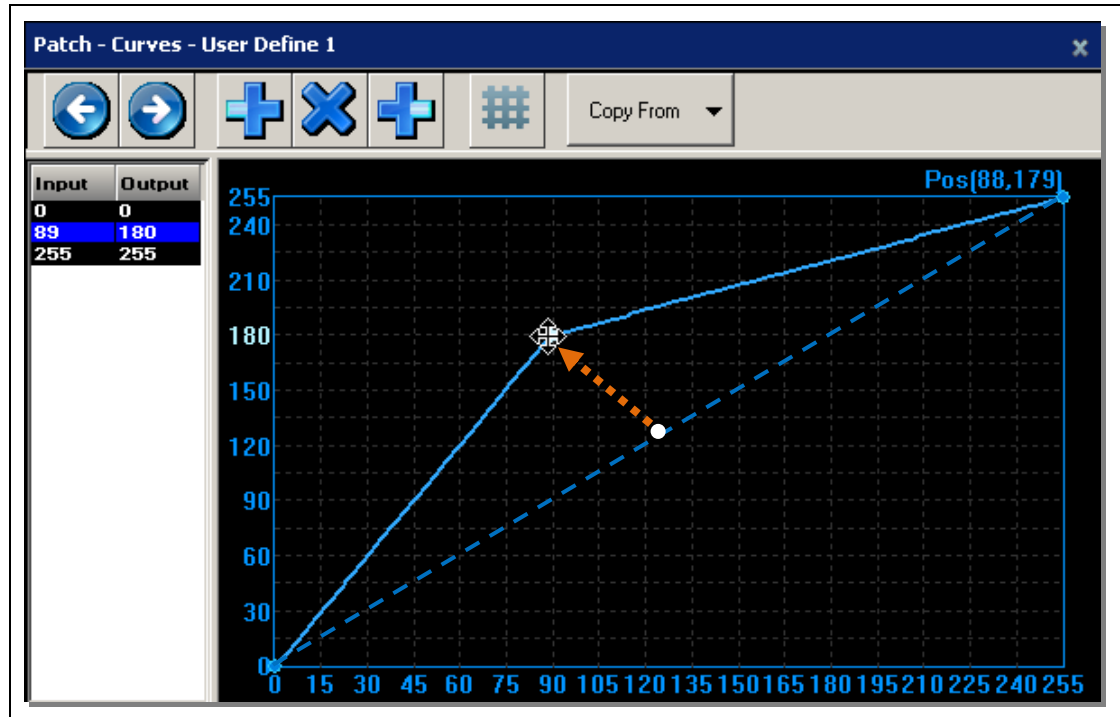 Patch - Curves - User Define 1
Copy From
Input Output
0 0
89 180
255 255
Pos(88,179)
255
240
210
180
150
120
90
60
30
0
0 15 30 45 60 75 90 105 120 135 150 165 180 195 210 225 240 255